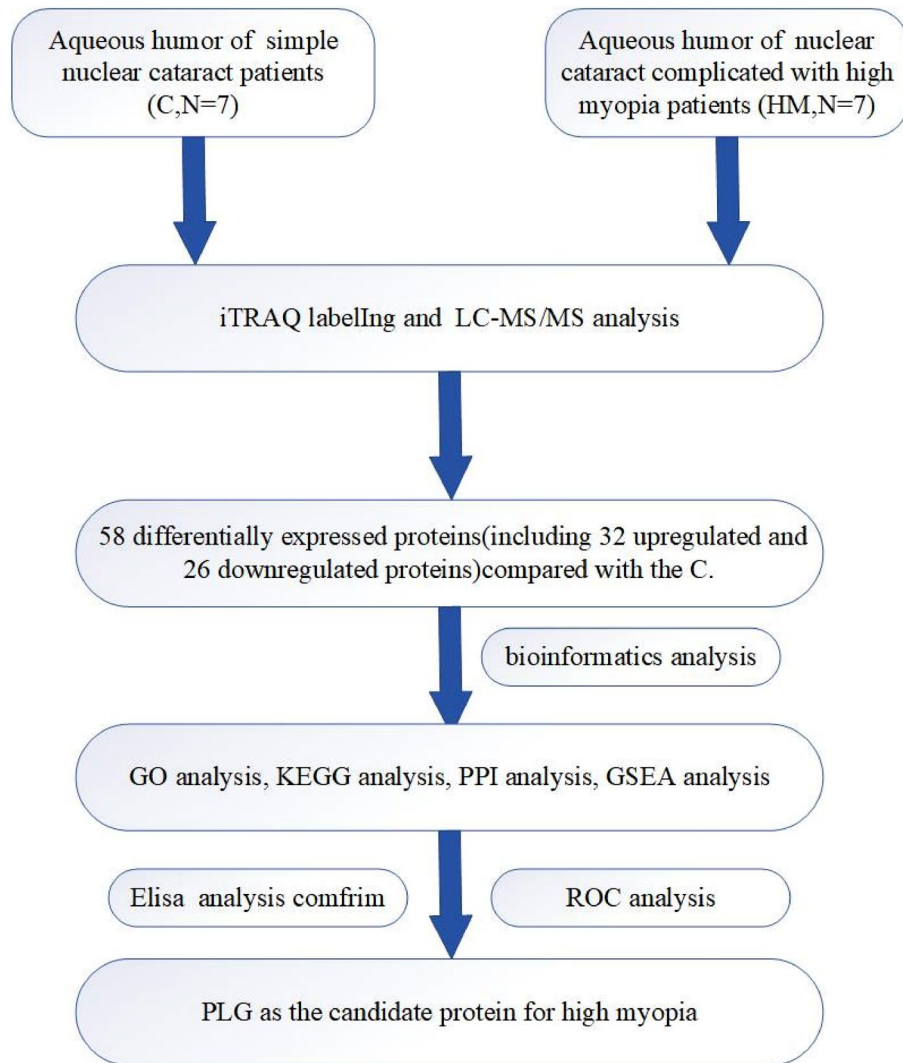 Aqueous humor of simple
nuclear cataract patients
(C,N=7)
Aqueous humor of nuclear
cataract complicated with high
myopia patients (HM,N=7)
iTRAQ labelIng and LC-MS/MS analysis
58 differentially expressed proteins(including 32 upregulated and
26 downregulated proteins)compared with the C.
bioinformatics analysis
GO analysis, KEGG analysis, PPI analysis, GSEA analysis
Elisa analysis comfrim
ROC analysis
PLG as the candidate protein for high myopia